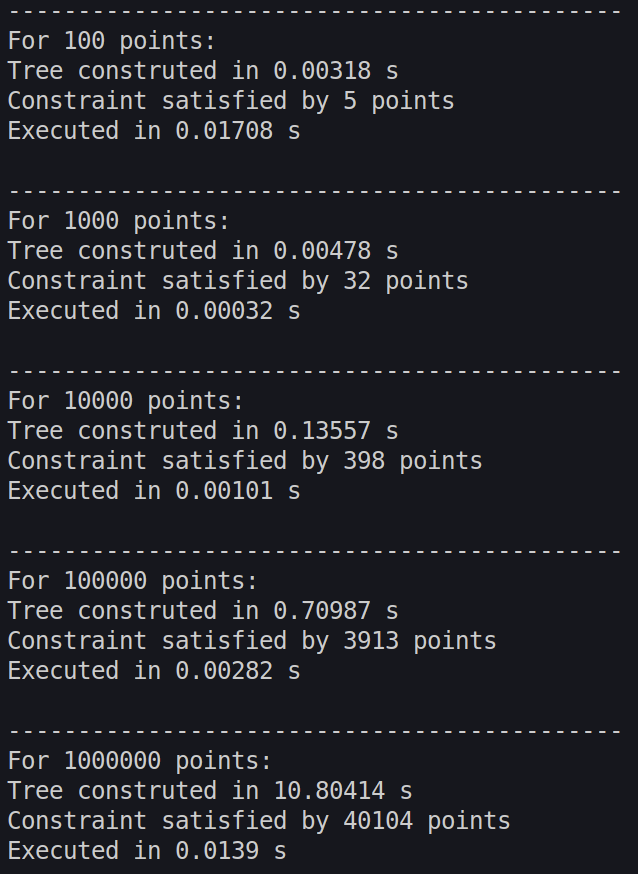 --------------------------------------------
For 100 points:
Tree construted in 0.00318 s
Constraint satisfied by 5 points
Executed in 0.01708 s
--------------------------------------------
For 1000 points:
Tree construted in 0.00478 s
Constraint satisfied by 32 points
Executed in 0.00032 s
--------------------------------------------
For 10000 points:
Tree construted in 0.13557 s
Constraint satisfied by 398 points
Executed in 0.00101 s
--------------------------------------------
For 100000 points:
Tree construted in 0.70987 s
Constraint satisfied by 3913 points
Executed in 0.00282 s
--------------------------------------------
For 1000000 points:
Tree construted in 10.80414 s
Constraint satisfied by 40104 points
Executed in 0.0139 s